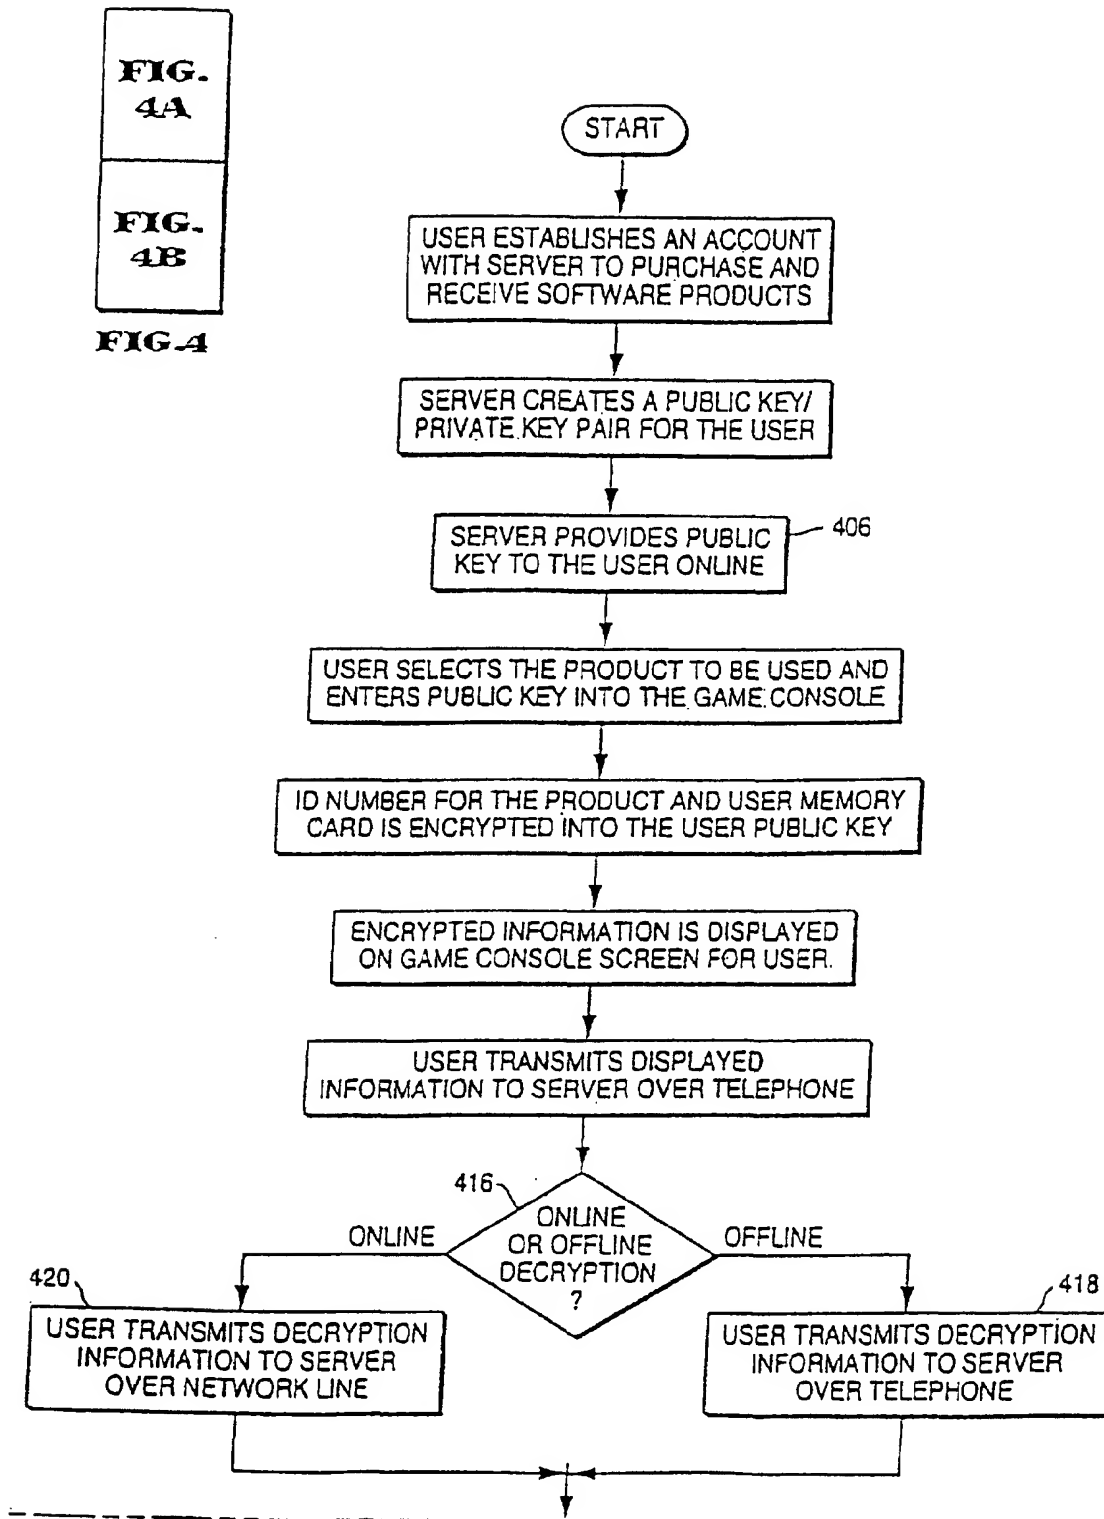 FIG.
4A
FIG.
4B
FIG.4
START
USER ESTABLISHES AN ACCOUNT
WITH SERVER TO PURCHASE AND
RECEIVE SOFTWARE PRODUCTS
SERVER CREATES A PUBLIC KEY/
PRIVATE KEY PAIR FOR THE USER
SERVER PROVIDES PUBLIC
KEY TO THE USER ONLINE
406
USER SELECTS THE PRODUCT TO BE USED AND
ENTERS PUBLIC KEY INTO THE GAME CONSOLE
ID NUMBER FOR THE PRODUCT AND USER MEMORY
CARD IS ENCRYPTED INTO THE USER PUBLIC KEY
ENCRYPTED INFORMATION IS DISPLAYED
ON GAME CONSOLE SCREEN FOR USER.
USER TRANSMITS DISPLAYED
INFORMATION TO SERVER OVER TELEPHONE
416
ONLINE
OR OFFLINE
DECRYPTION
?
ONLINE
OFFLINE
420
USER TRANSMITS DECRYPTION
INFORMATION TO SERVER
OVER NETWORK LINE
418
USER TRANSMITS DECRYPTION
INFORMATION TO SERVER
OVER TELEPHONE